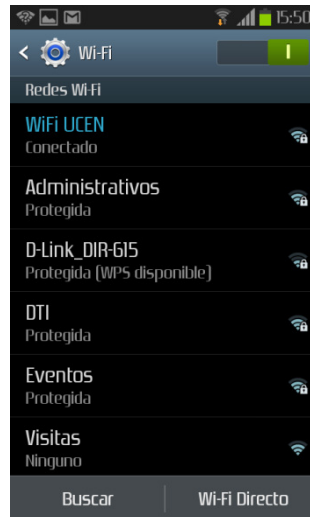 15:50
Wi-Fi
Redes Wi-Fi
WiFi UCEN
Conectado
Administrativos
Protegida
D-Link_DIR-615
Protegida (WPS disponible)
DTI
Protegida
Eventos
Protegida
Visitas
Ninguno
Buscar
Wi-Fi Directo